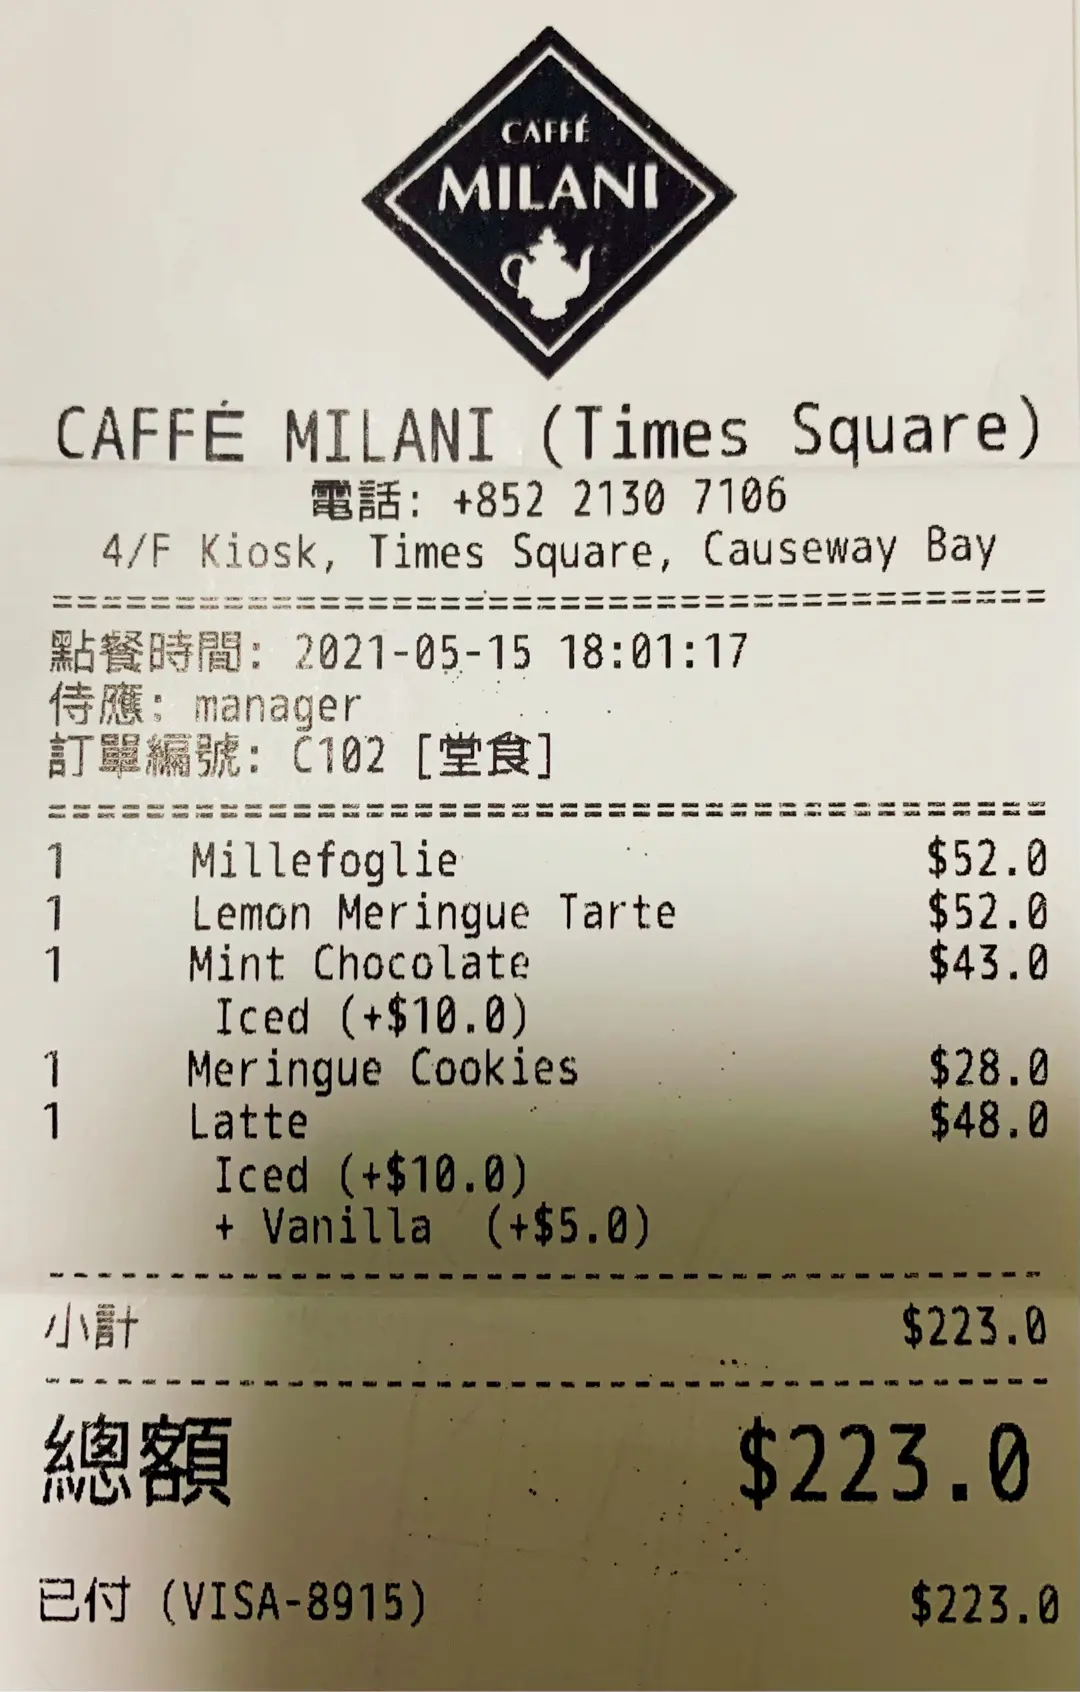 CAFFÉ
MILANI
CAFFÉ MILANI (Times Square)
電話: +852 2130 7106
4/F Kiosk, Times Square, Causeway Bay
==========================================
點餐時間: 2021-05-15 18:01:17
侍應: manager
訂單編號: C102 [堂食]
==========================================
1 Millefoglie $52.0
1 Lemon Meringue Tarte $52.0
1 Mint Chocolate $43.0
Iced (+$10.0)
1 Meringue Cookies $28.0
1 Latte $48.0
Iced (+$10.0)
+ Vanilla (+$5.0)
------------------------------------------
小計 $223.0
------------------------------------------
總額 $223.0
已付 (VISA-8915) $223.0